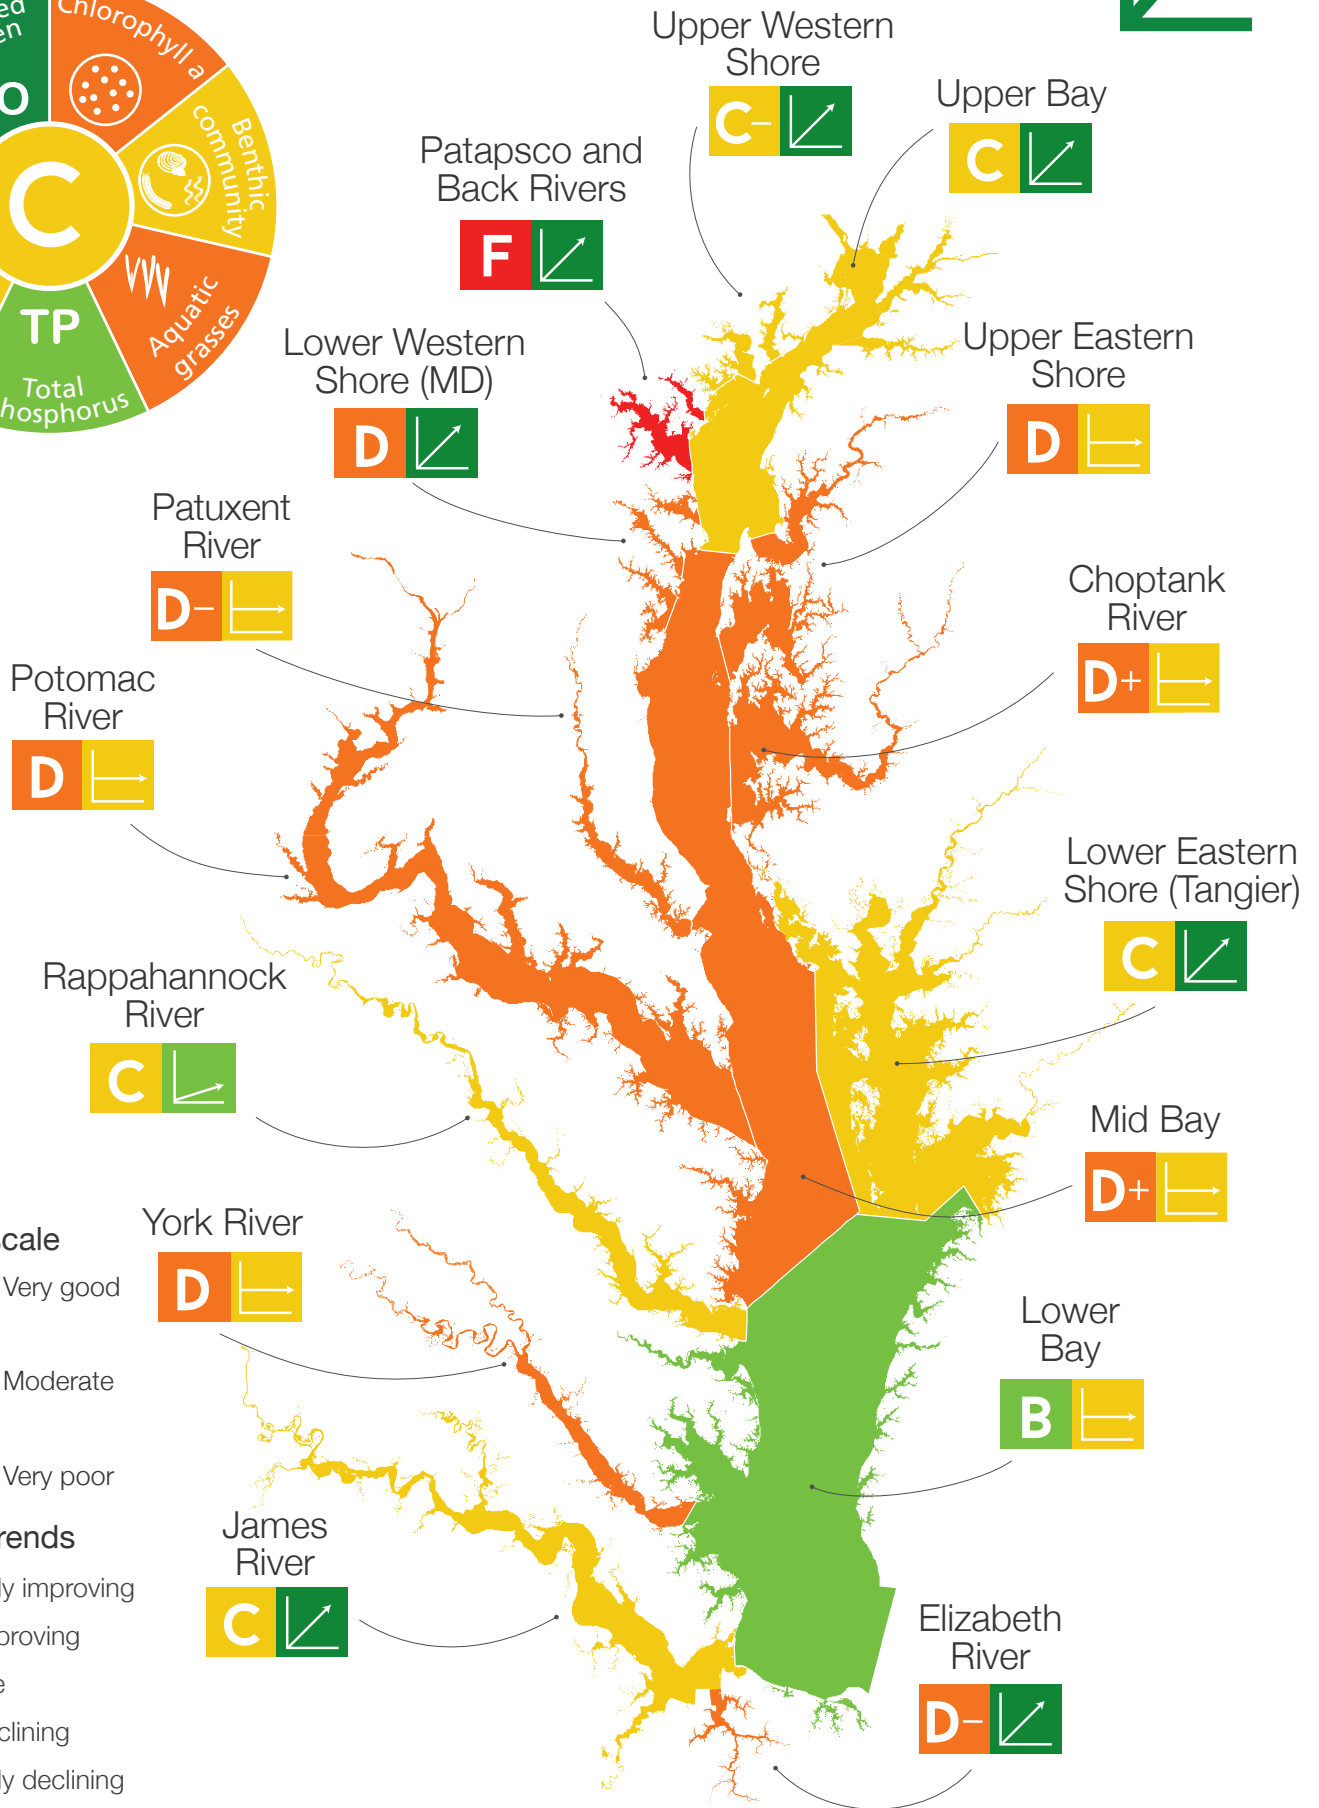 ed
en
O
Chlorophyll a
Benthic
community
C
TP
Total
hosphorus
Aquatic
grasses
Upper Western
Shore
C-
Upper Bay
C
Patapsco and
Back Rivers
F
Lower Western
Shore (MD)
D
Upper Eastern
Shore
D
Patuxent
River
D-
Choptank
River
D+
Potomac
River
D
Lower Eastern
Shore (Tangier)
C
Rappahannock
River
C
Mid Bay
D+
York River
D
cale
Very good
Moderate
Very poor
Lower
Bay
B
James
River
C
rends
ly improving
proving
e
clining
ly declining
Elizabeth
River
D-